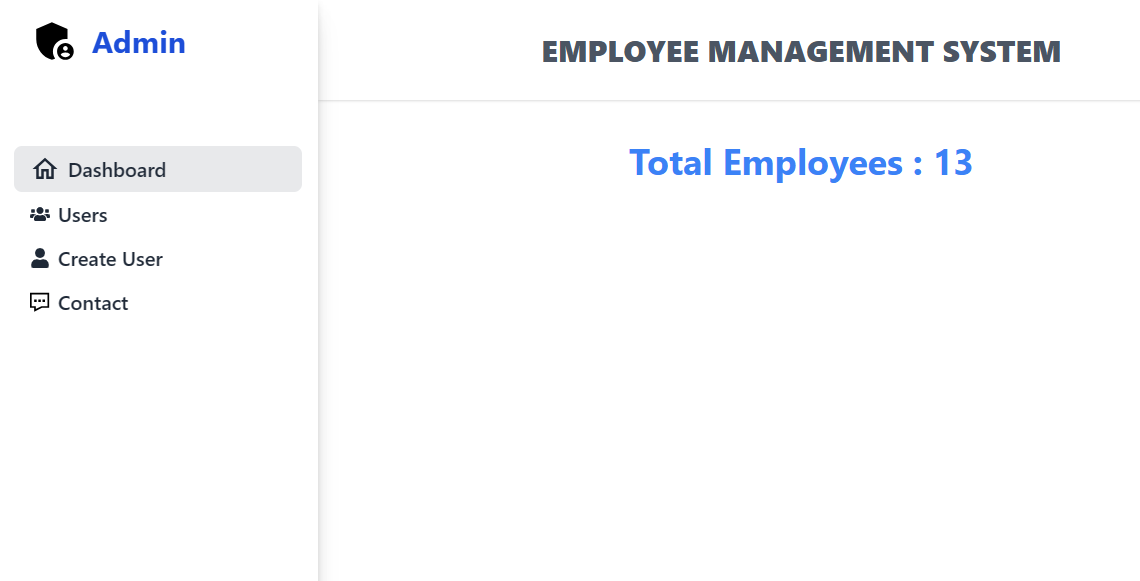 Admin
EMPLOYEE MANAGEMENT SYSTEM
Dashboard
Users
Create User
Contact
Total Employees : 13